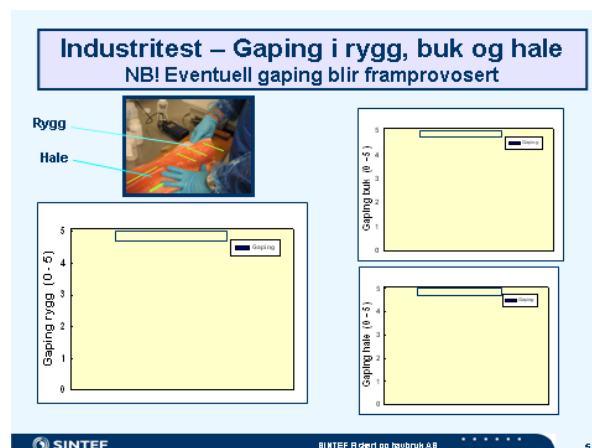 Industritest – Gaping i rygg, buk og hale
NB! Eventuell gaping blir framprovosert
Rygg
Hale
Gaping rygg (0 - 5)
5
4
3
2
1
0
Gaping
Gaping buk (0 - 5)
5
4
3
2
1
0
Gaping
Gaping hale (0 - 5)
5
4
3
2
1
0
Gaping
SINTEF
SINTEF Fiskeri og havbruk AS